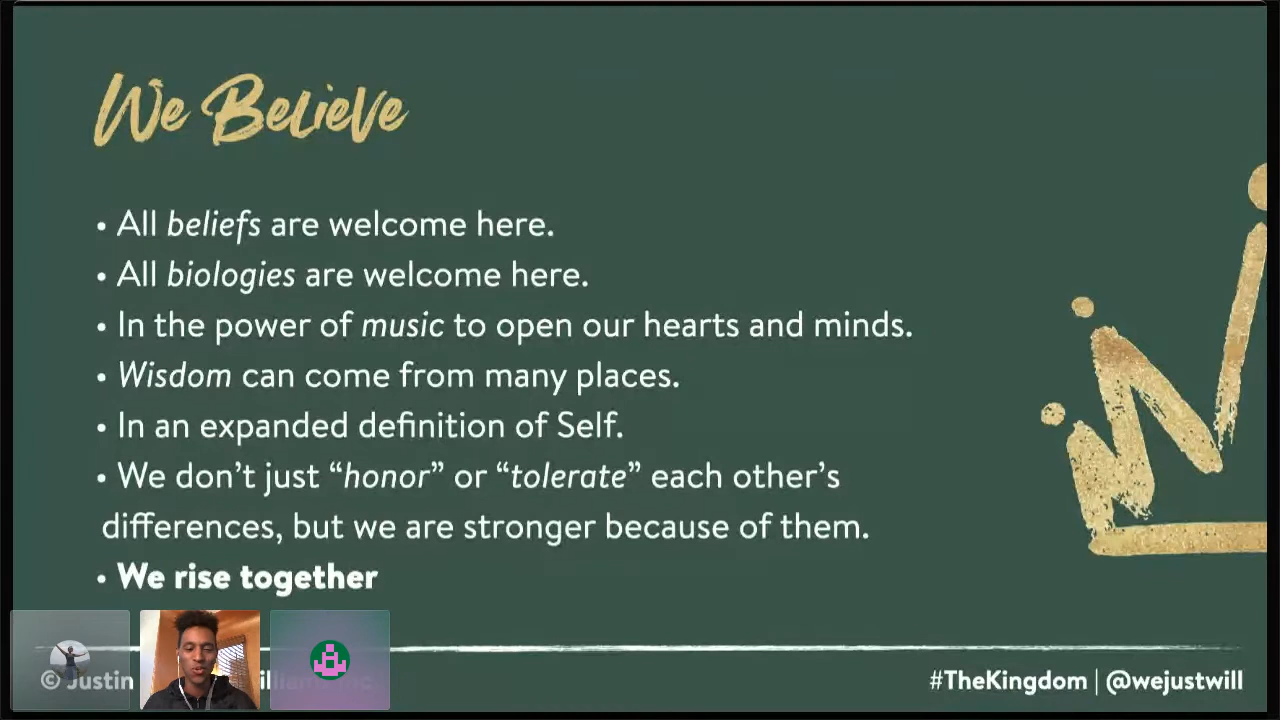 We Believe
• All beliefs are welcome here.
• All biologies are welcome here.
• In the power of music to open our hearts and minds.
• Wisdom can come from many places.
• In an expanded definition of Self.
• We don’t just “honor” or “tolerate” each other’s
differences, but we are stronger because of them.
• We rise together
© Justin
#TheKingdom | @wejustwill